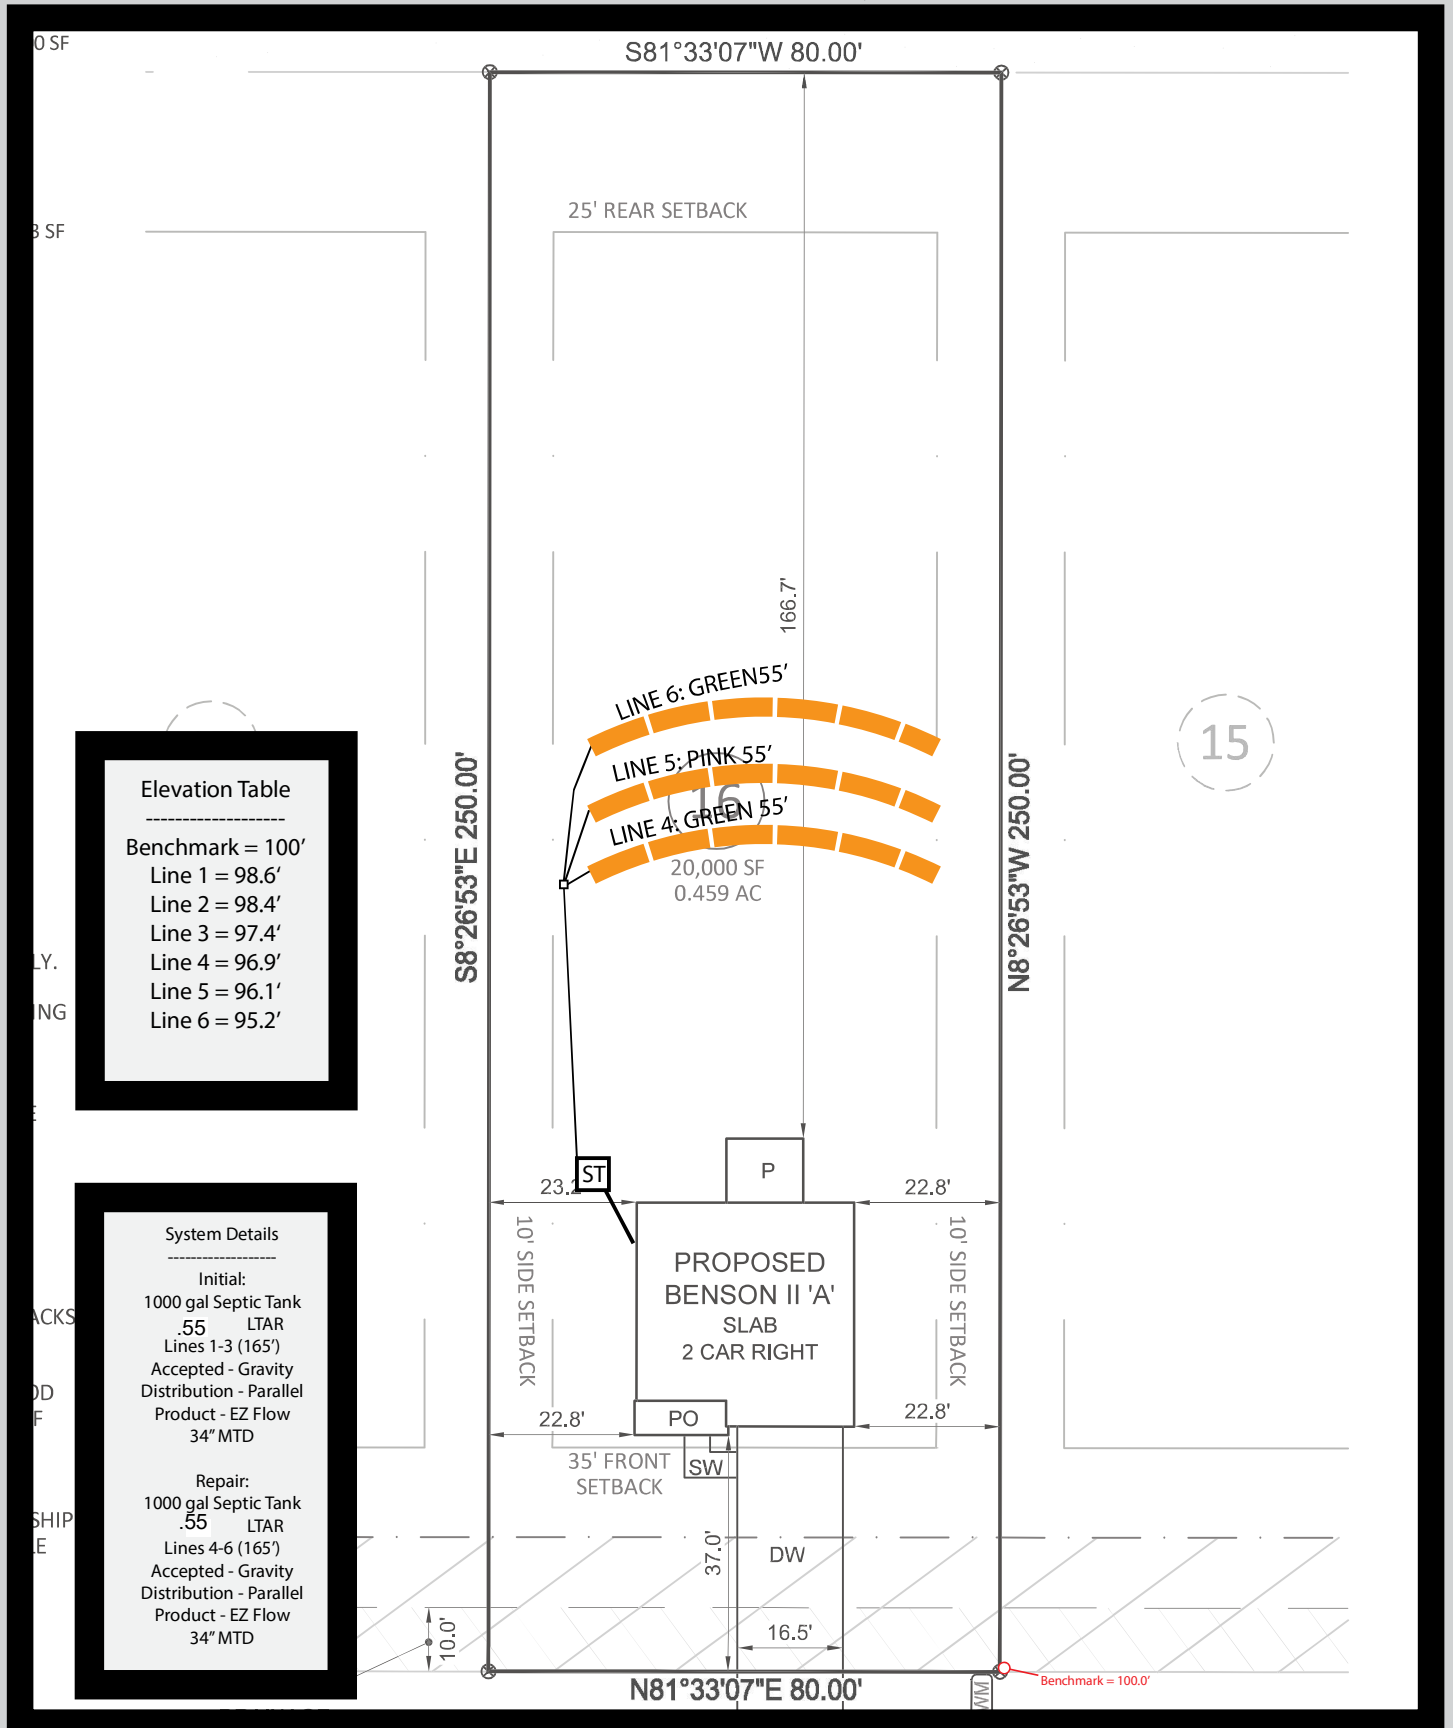 0 SF
S81°33'07"W 80.00'
25' REAR SETBACK
3 SF
166.7'
LINE 6: GREEN55'
LINE 5: PINK 55'
LINE 4: GREEN 55'
16
20,000 SF
0.459 AC
15
S8°26'53"E 250.00'
N8°26'53"W 250.00'
Elevation Table
-------------------
Benchmark = 100'
Line 1 = 98.6'
Line 2 = 98.4'
Line 3 = 97.4'
Line 4 = 96.9'
Line 5 = 96.1'
Line 6 = 95.2'
LY.
ING
E
ST
P
23.2
22.8'
10' SIDE SETBACK
10' SIDE SETBACK
PROPOSED
BENSON II 'A'
SLAB
2 CAR RIGHT
System Details
-------------------
Initial:
1000 gal Septic Tank
.55 LTAR
Lines 1-3 (165')
Accepted - Gravity
Distribution - Parallel
Product - EZ Flow
34" MTD
Repair:
1000 gal Septic Tank
.55 LTAR
Lines 4-6 (165')
Accepted - Gravity
Distribution - Parallel
Product - EZ Flow
34" MTD
ACKS
OD
F
SHIP
LE
22.8'
PO
22.8'
35' FRONT
SETBACK
SW
37.0'
DW
10.0'
16.5'
N81°33'07"E 80.00'
WM
Benchmark = 100.0'